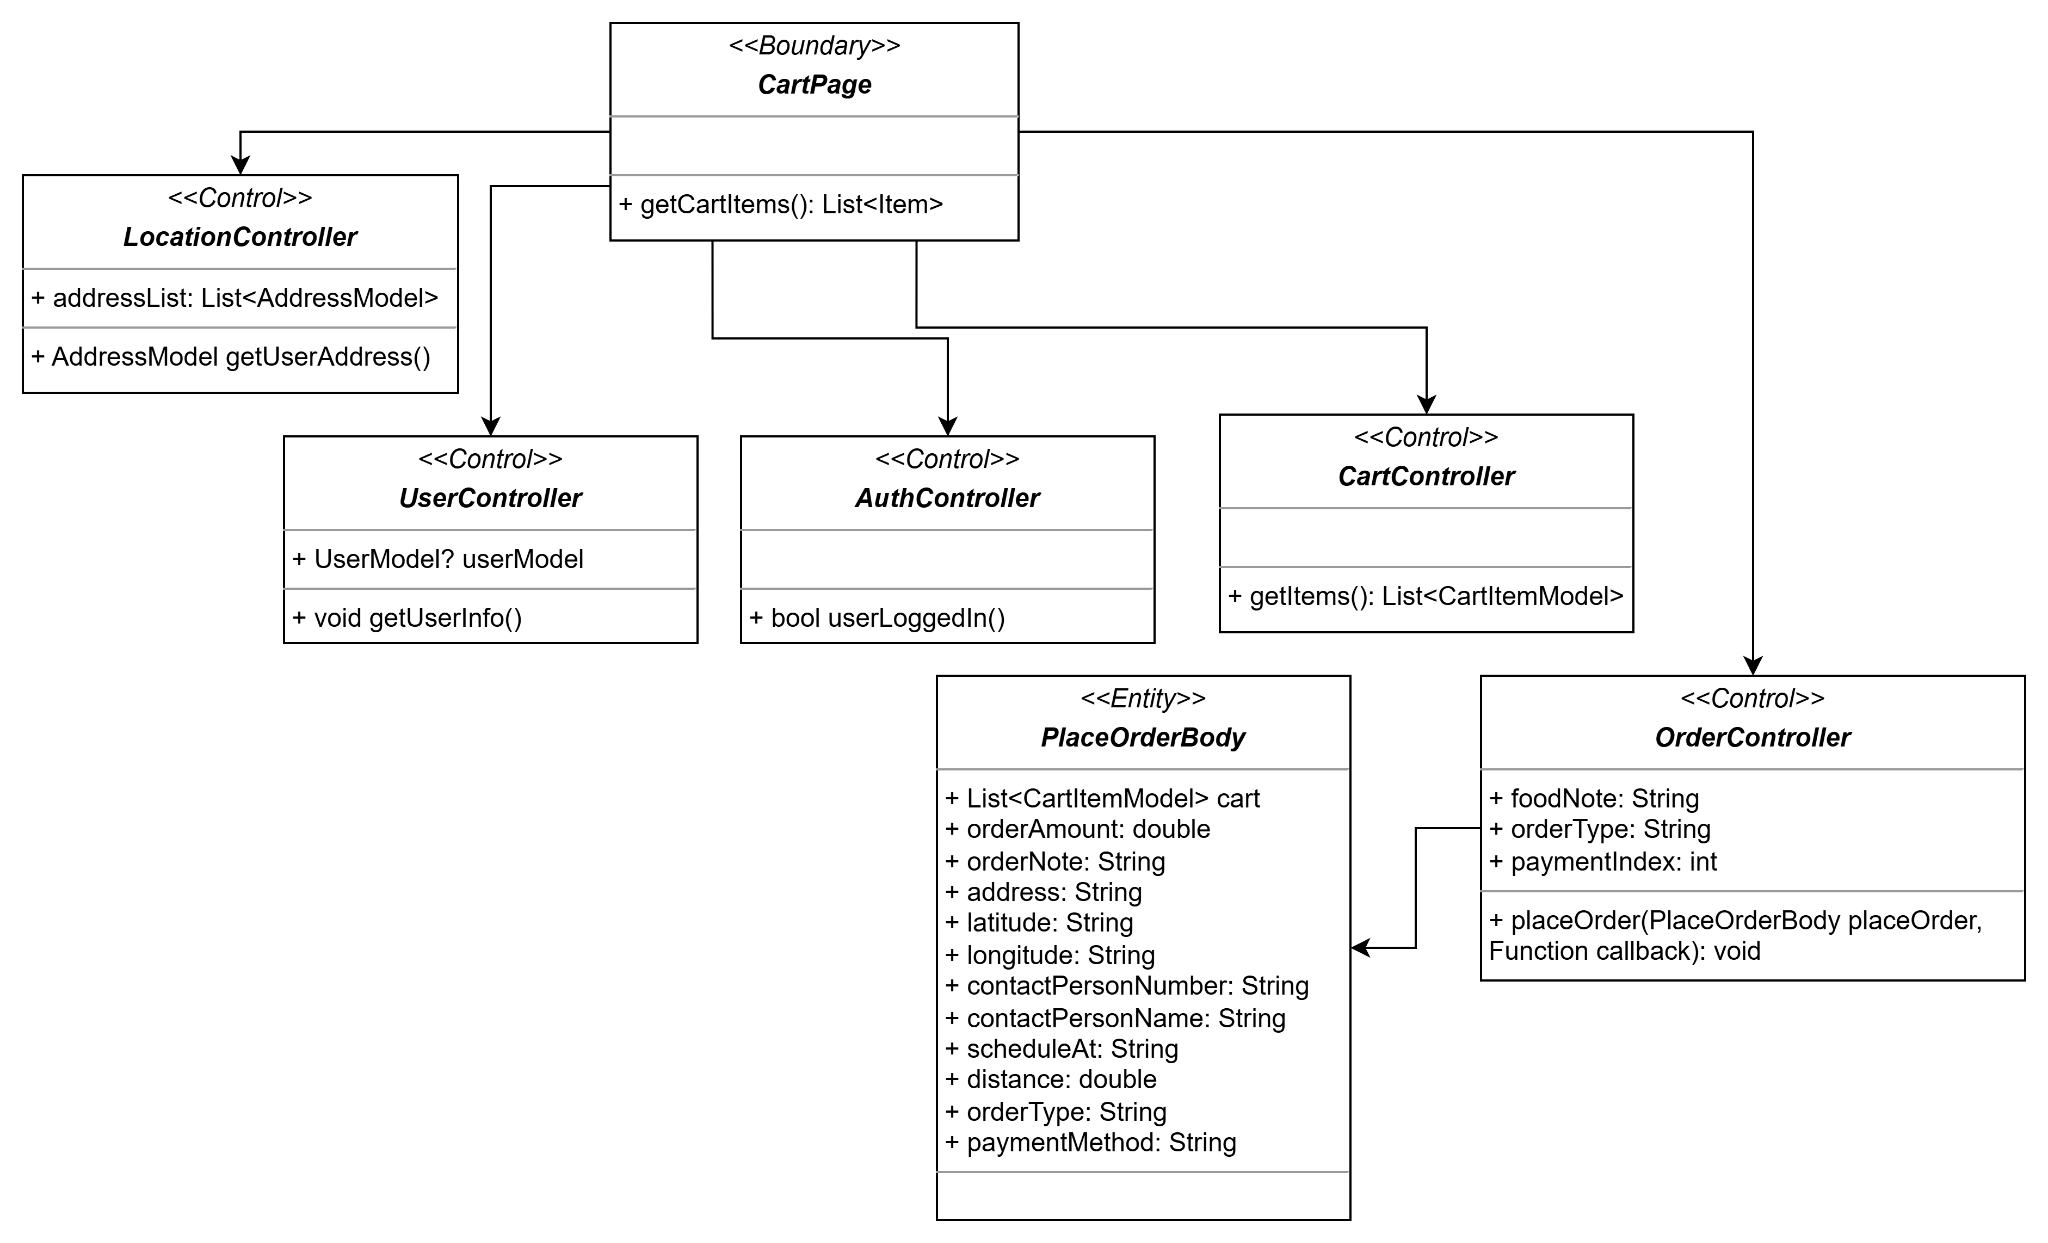 <<Boundary>>
CartPage
+ getCartItems(): List<Item>
<<Control>>
LocationController
+ addressList: List<AddressModel>
+ AddressModel getUserAddress()
<<Control>>
UserController
+ UserModel? userModel
+ void getUserInfo()
<<Control>>
AuthController
+ bool userLoggedIn()
<<Control>>
CartController
+ getItems(): List<CartItemModel>
<<Entity>>
PlaceOrderBody
+ List<CartItemModel> cart
+ orderAmount: double
+ orderNote: String
+ address: String
+ latitude: String
+ longitude: String
+ contactPersonNumber: String
+ contactPersonName: String
+ scheduleAt: String
+ distance: double
+ orderType: String
+ paymentMethod: String
<<Control>>
OrderController
+ foodNote: String
+ orderType: String
+ paymentIndex: int
+ placeOrder(PlaceOrderBody placeOrder,
Function callback): void